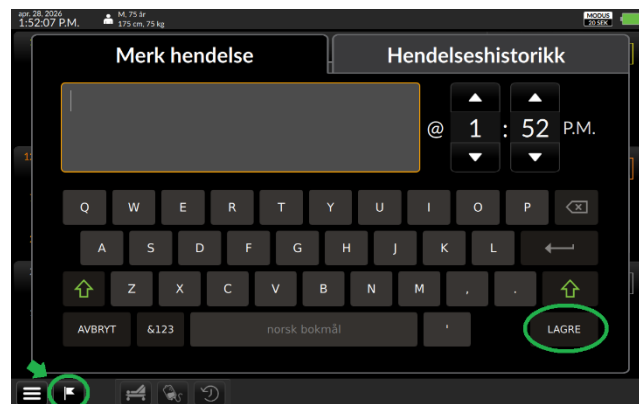 apr. 28, 2026
1:52:07 P.M.
M, 75 år
175 cm, 75 kg
MODUS
20 SEK
Merk hendelse
Hendelseshistorikk
@ 1 : 52 P.M.
Q W E R T Y U I O P
A S D F G H J K L
Z X C V B N M , .
AVBRYT &123 norsk bokmål ' LAGRE